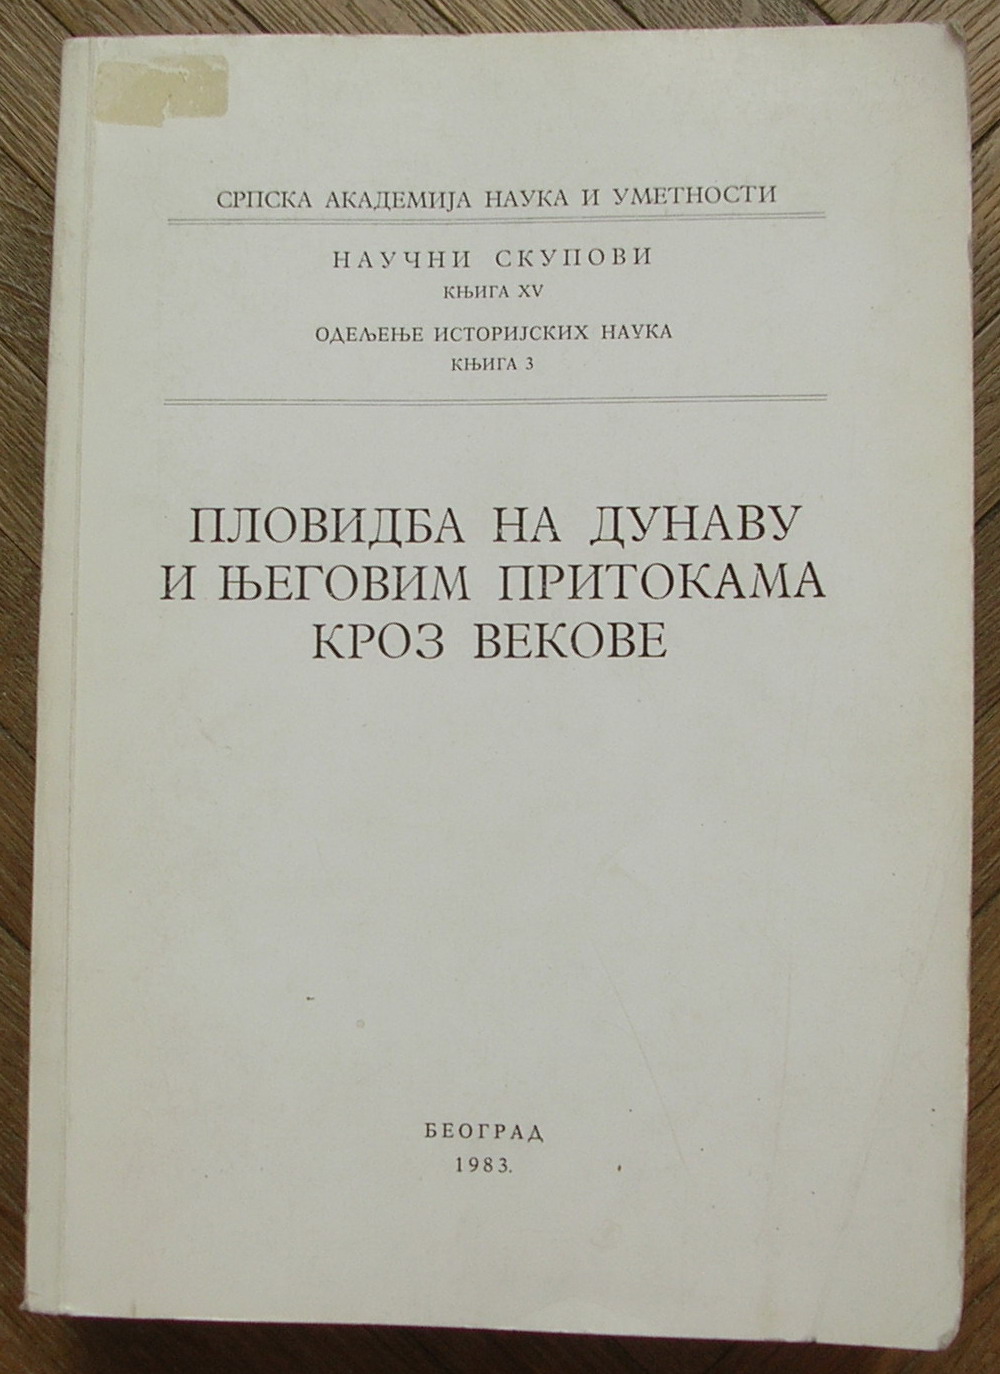 СРПСКА АКАДЕМИЈА НАУКА И УМЕТНОСТИ
НАУЧНИ СКУПОВИ
КЊИГА XV
ОДЕЉЕЊЕ ИСТОРИЈСКИХ НАУКА
КЊИГА 3
ПЛОВИДБА НА ДУНАВУ
И ЊЕГОВИМ ПРИТОКАМА
КРОЗ ВЕКОВЕ
БЕОГРАД
1983.